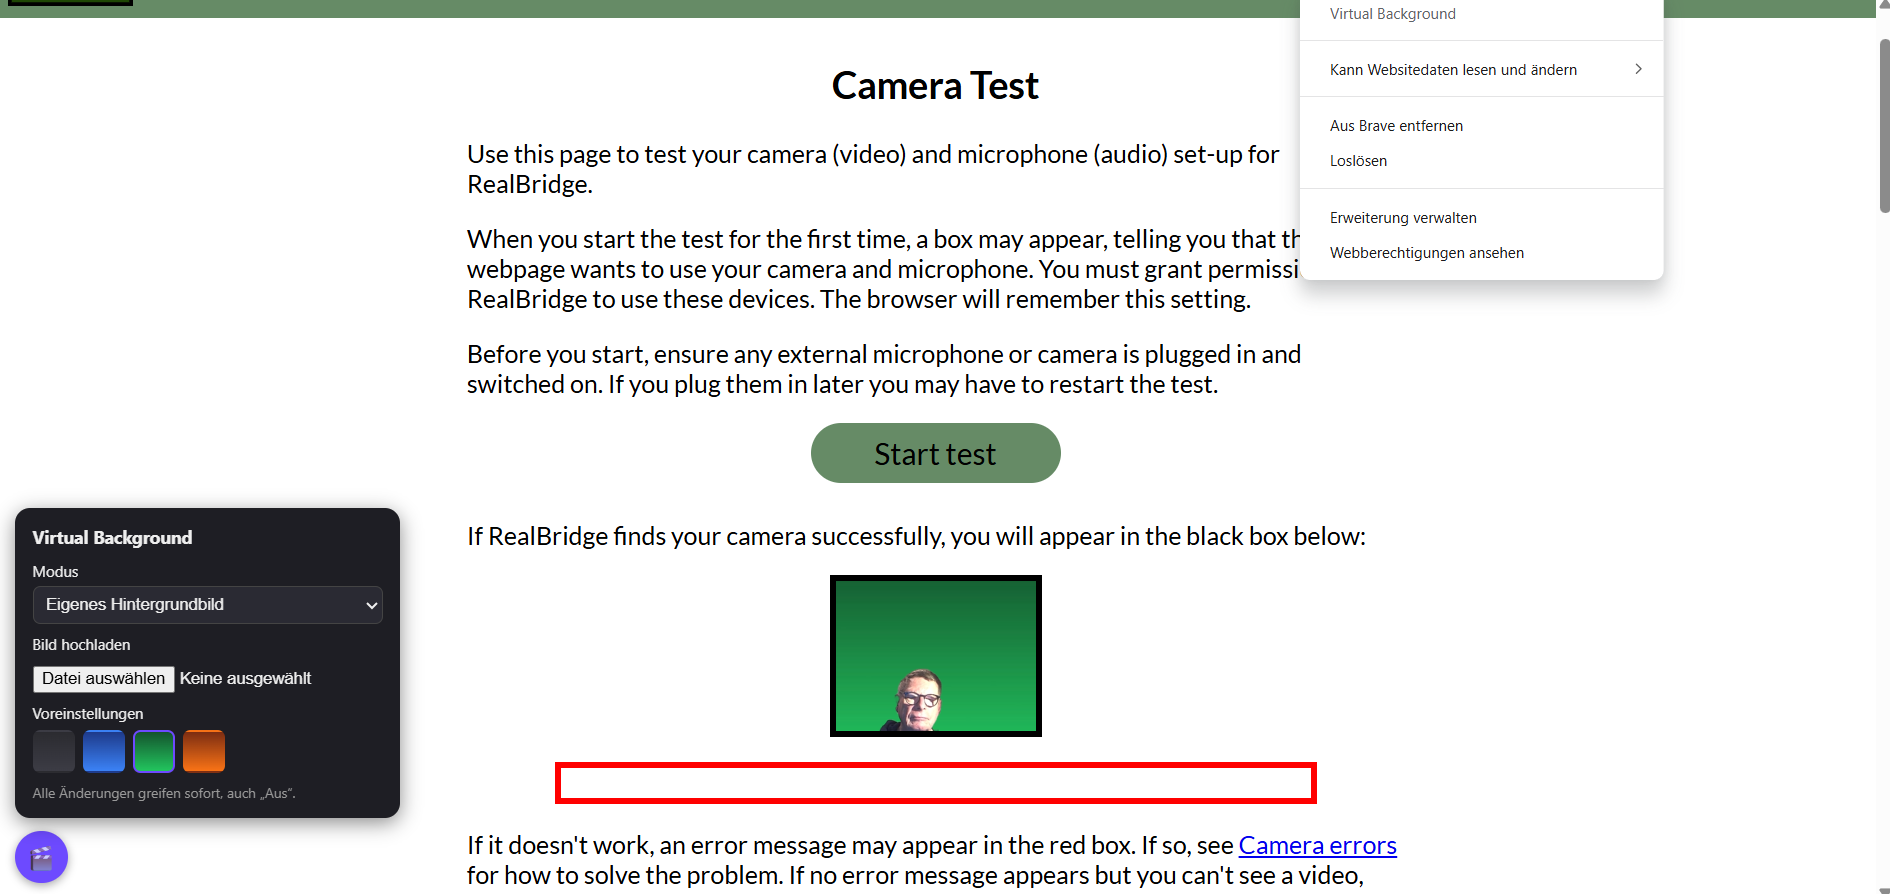 Virtual Background
Kann Websitedaten lesen und ändern
Aus Brave entfernen
Loslösen
Erweiterung verwalten
Webberechtigungen ansehen
Camera Test
Use this page to test your camera (video) and microphone (audio) set-up for
RealBridge.
When you start the test for the first time, a box may appear, telling you that th
webpage wants to use your camera and microphone. You must grant permissi
RealBridge to use these devices. The browser will remember this setting.
Before you start, ensure any external microphone or camera is plugged in and
switched on. If you plug them in later you may have to restart the test.
Start test
If RealBridge finds your camera successfully, you will appear in the black box below:
Virtual Background
Modus
Eigenes Hintergrundbild
Bild hochladen
Datei auswählen Keine ausgewählt
Voreinstellungen
Alle Änderungen greifen sofort, auch „Aus“.
If it doesn't work, an error message may appear in the red box. If so, see Camera errors
for how to solve the problem. If no error message appears but you can't see a video,